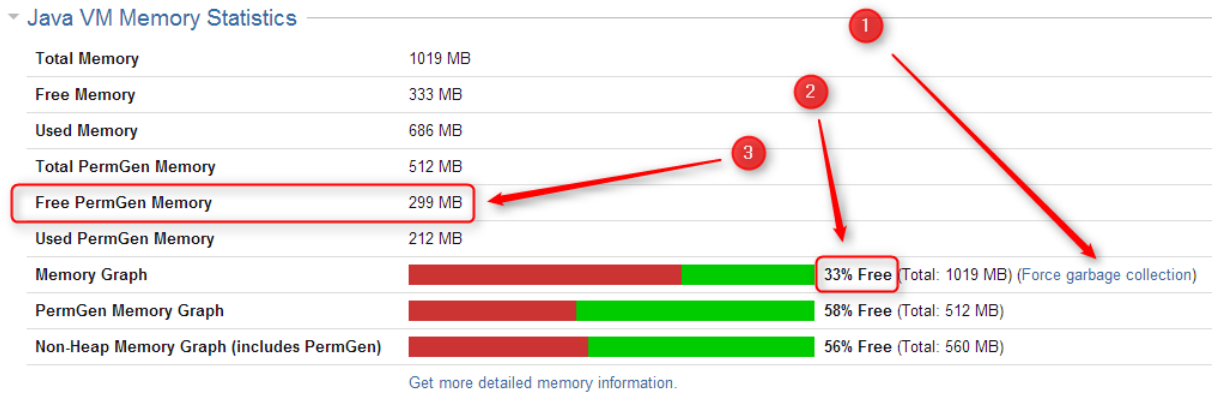 Java VM Memory Statistics
1
Total Memory 1019 MB
Free Memory 333 MB
2
Used Memory 686 MB
3
Total PermGen Memory 512 MB
Free PermGen Memory 299 MB
Used PermGen Memory 212 MB
Memory Graph 33% Free (Total: 1019 MB) (Force garbage collection)
PermGen Memory Graph 58% Free (Total: 512 MB)
Non-Heap Memory Graph (includes PermGen) 56% Free (Total: 560 MB)
Get more detailed memory information.